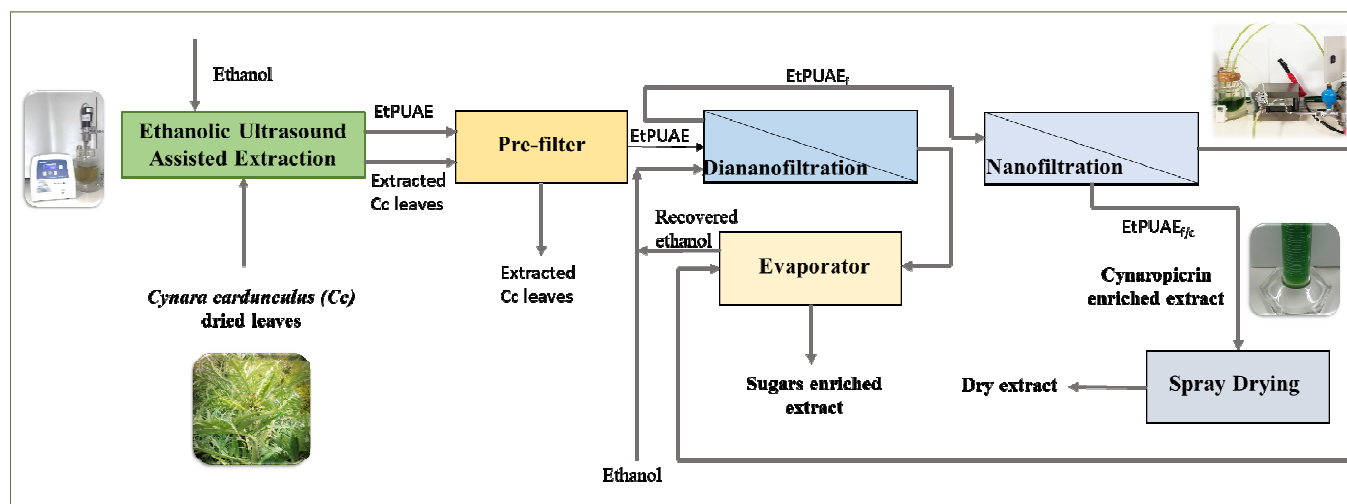 Ethanol
Ethanolic Ultrasound
Assisted Extraction
EtPUAE
Extracted
Cc leaves
Cynara cardunculus (Cc)
dried leaves
Pre-filter
Extracted
Cc leaves
EtPUAE
EtPUAEf
Diananofiltration
Recovered
ethanol
Evaporator
Sugars enriched
extract
Ethanol
Nanofiltration
EtPUAEf/c
Cynaropicrin
enriched extract
Spray Drying
Dry extract